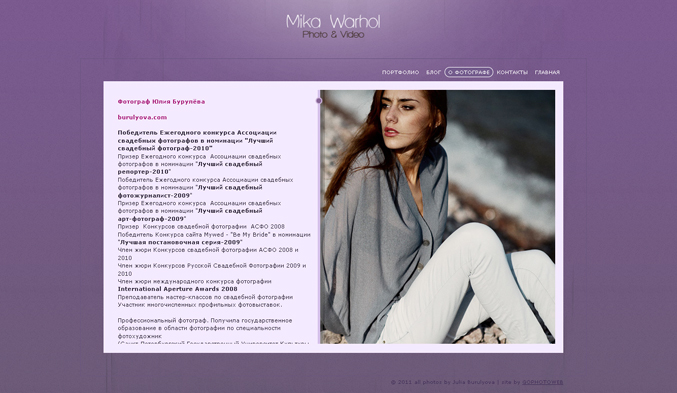 Mika Warhol
Photo & Video
ПОРТФОЛИО БЛОГ О ФОТОГРАФЕ КОНТАКТЫ ГЛАВНАЯ
Фотограф Юлия Бурулёва
burulyova.com
Победитель Ежегодного конкурса Ассоциации
свадебных фотографов в номинации "Лучший
свадебный фотограф-2010"
Призер Ежегодного конкурса Ассоциации свадебных
фотографов в номинации "Лучший свадебный
репортер-2010"
Победитель Ежегодного конкурса Ассоциации свадебных
фотографов в номинации "Лучший свадебный
фотожурналист-2009"
Призер Ежегодного конкурса Ассоциации свадебных
фотографов в номинации "Лучший свадебный
арт-фотограф-2009"
Призер Конкурсов свадебной фотографии АСФО 2008
Победитель Конкурса сайта Mywed - "Be My Bride" в номинации
"Лучшая постановочная серия-2009"
Член жюри Конкурсов свадебной фотографии АСФО 2008 и
2010
Член жюри Конкурсов Русской Свадебной Фотографии 2009 и
2010
Член жюри международного конкурса фотографии
International Aperture Awards 2008
Преподаватель мастер-классов по свадебной фотографии
Участник многочисленных профильных фотовыставок.
Профессиональный фотограф. Получила государственное
образование в области фотографии по специальности
фотохудожник
(Санкт-Петербургский Государственный Университет Культуры
© 2011 all photos by Julia Burulyova / site by